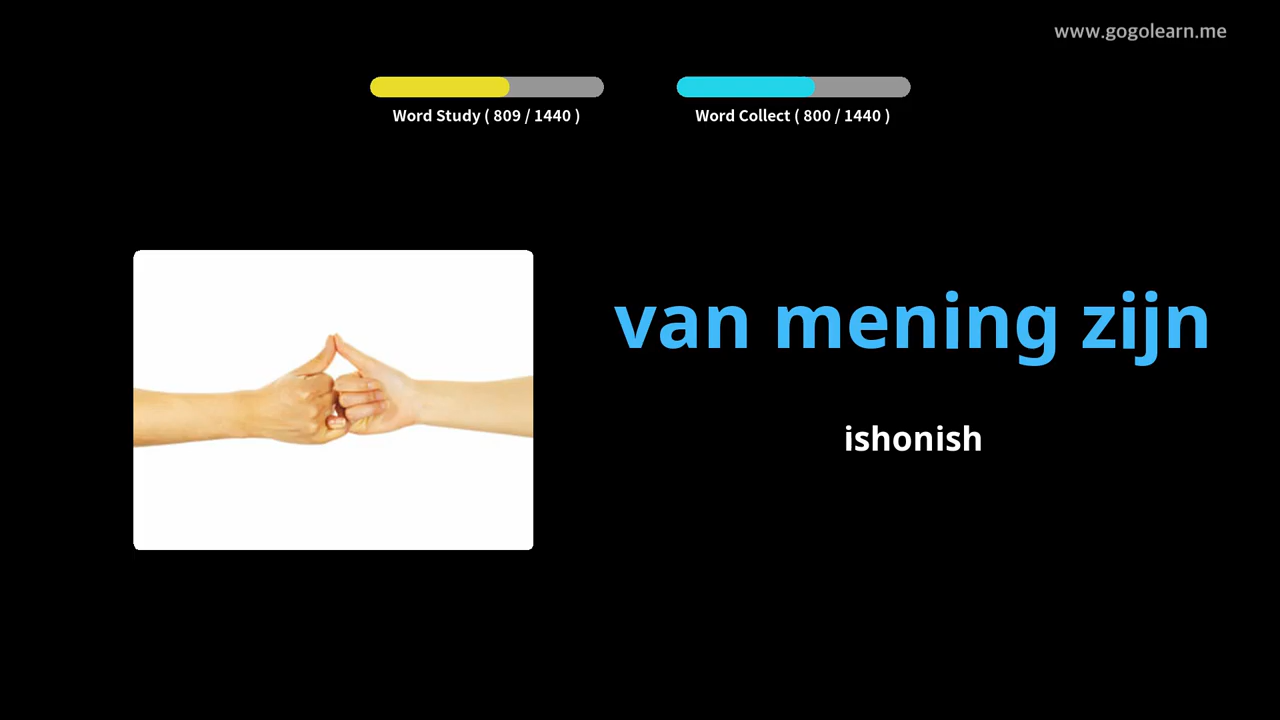 www.gogolearn.me
Word Study ( 809 / 1440 )
Word Collect ( 800 / 1440 )
van mening zijn
ishonish